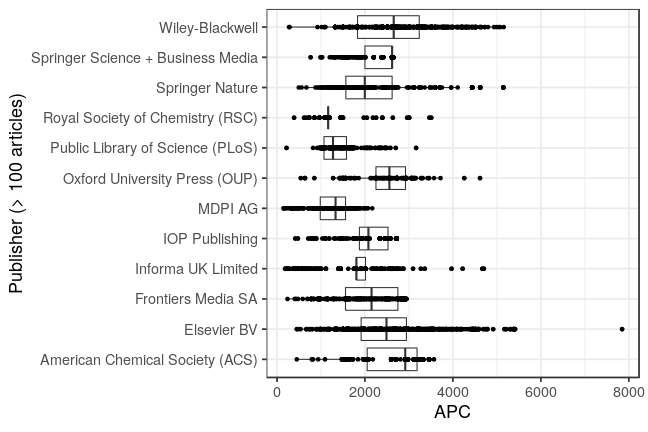 Publisher (> 100 articles)
Wiley-Blackwell
Springer Science + Business Media
Springer Nature
Royal Society of Chemistry (RSC)
Public Library of Science (PLoS)
Oxford University Press (OUP)
MDPI AG
IOP Publishing
Informa UK Limited
Frontiers Media SA
Elsevier BV
American Chemical Society (ACS)
0 2000 4000 6000 8000
APC